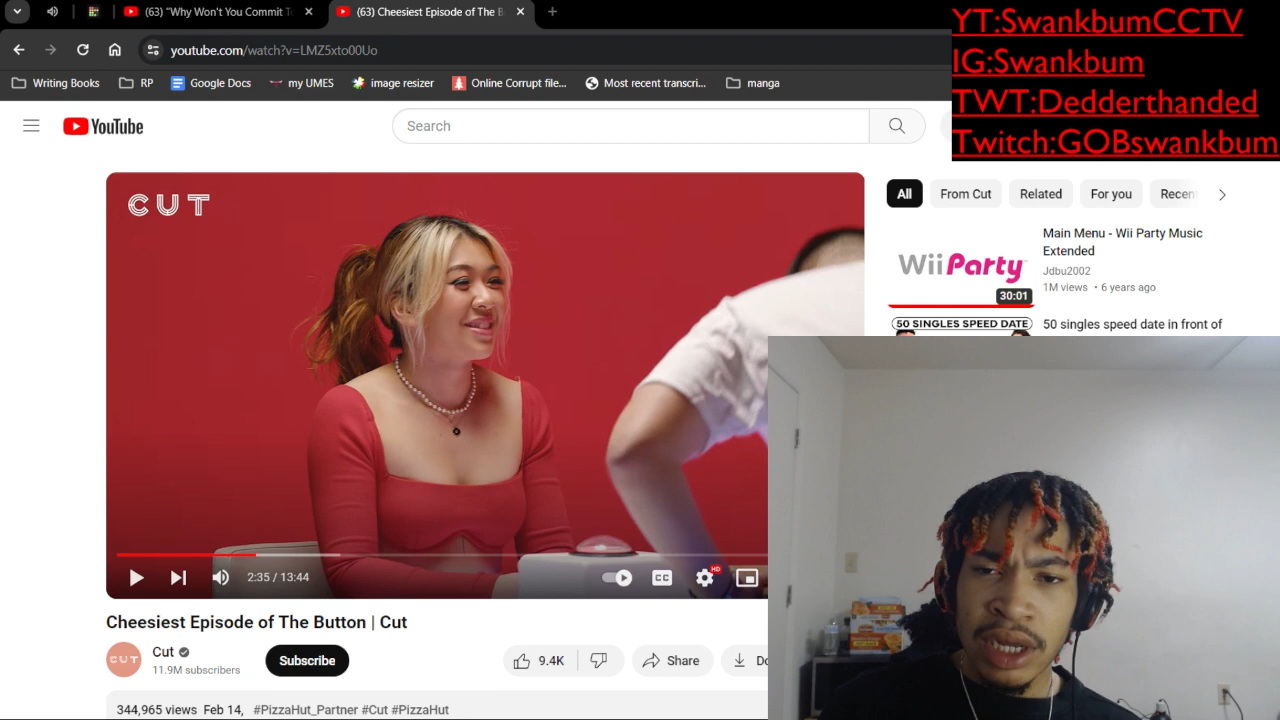 (63) "Why Won't You Commit T
(63) Cheesiest Episode of The B
youtube.com/watch?v=LMZ5xto00Uo
Writing Books
RP
Google Docs
my UMES
image resizer
Online Corrupt file...
Most recent transcri...
manga
YT:SwankbumCCTV
IG:Swankbum
TWT:Dedderthanded
Twitch:GOBswankbum
YouTube
Search
All
From Cut
Related
For you
Recen
CUT
Wii Party
30:01
Main Menu - Wii Party Music
Extended
Jdbu2002
1M views • 6 years ago
50 SINGLES SPEED DATE
50 singles speed date in front of
2:35 / 13:44
CC
HD
Cheesiest Episode of The Button | Cut
CUT
Cut
11.9M subscribers
Subscribe
9.4K
Share
Do
344,965 views Feb 14, #PizzaHut_Partner #Cut #PizzaHut